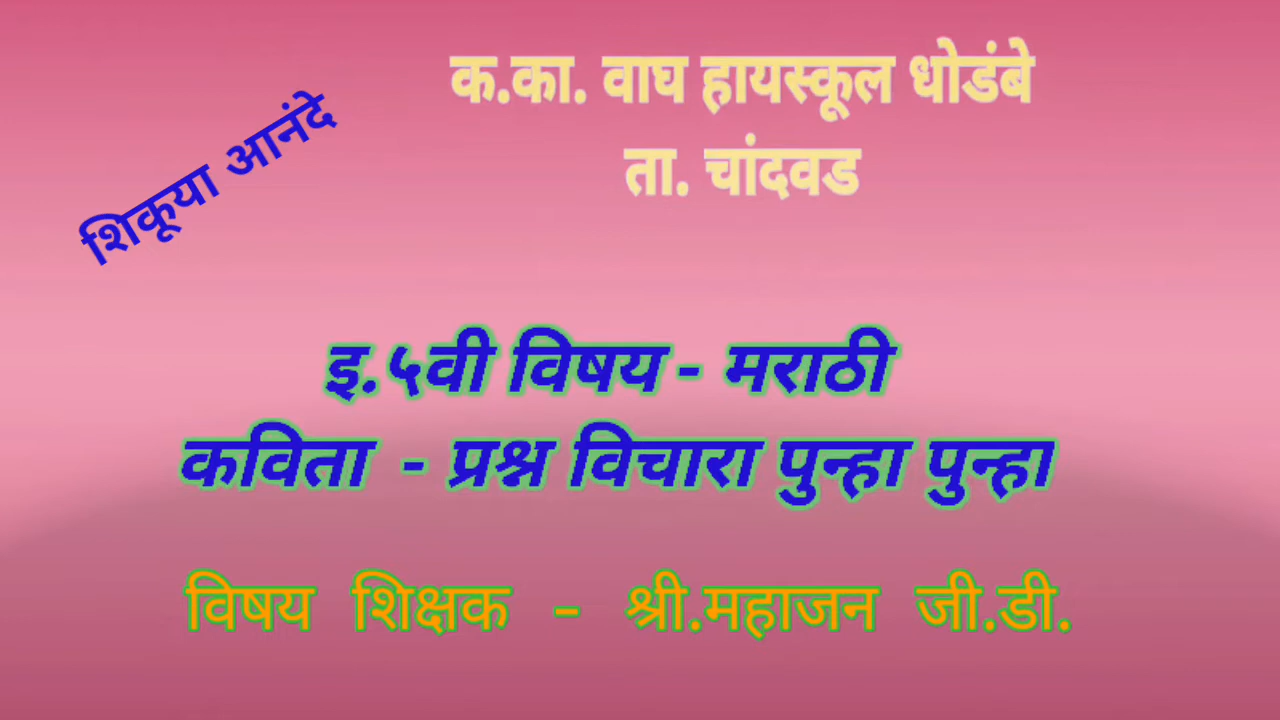 क.का. वाघ हायस्कूल धोडंबे
ता. चांदवड
शिकूया आनंदे
इ.५वी विषय - मराठी
कविता - प्रश्न विचारा पुन्हा पुन्हा
विषय शिक्षक - श्री.महाजन जी.डी.